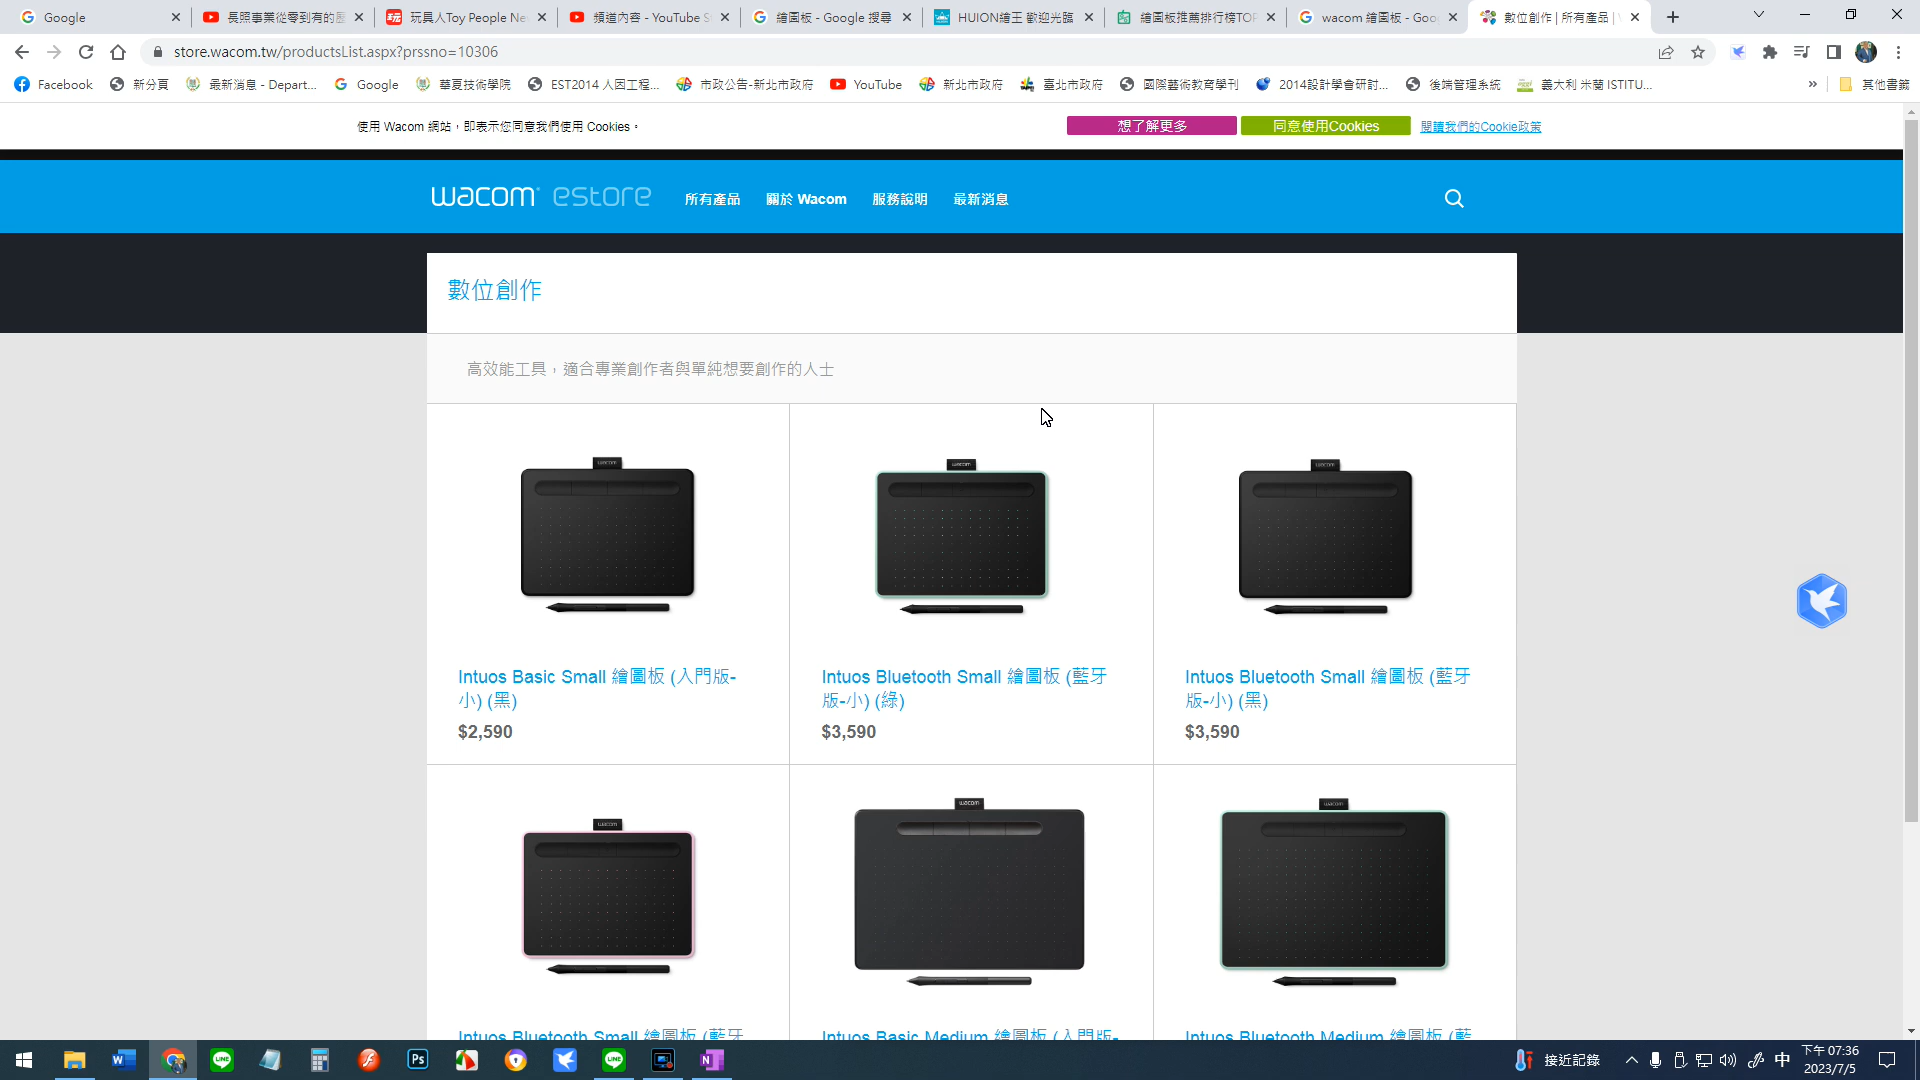 Google
長照事業從零到有的歷
玩具人Toy People Ne
頻道內容 - YouTube S
繪圖板 - Google 搜尋
HUION繪王 歡迎光臨
繪圖板推薦排行榜TOP
wacom 繪圖板 - Goo
數位創作 | 所有產品 |
store.wacom.tw/productsList.aspx?prssno=10306
Facebook
新分頁
最新消息 - Depart...
Google
華夏技術學院
EST2014 人因工程...
市政公告-新北市政府
YouTube
新北市政府
臺北市政府
國際藝術教育學刊
2014設計學會研討...
後端管理系統
義大利 米蘭 ISTITU...
其他書籤
使用 Wacom 網站，即表示您同意我們使用 Cookies。
想了解更多
同意使用Cookies
閱讀我們的Cookie政策
wacom estore
所有產品
關於 Wacom
服務說明
最新消息
數位創作
高效能工具，適合專業創作者與單純想要創作的人士
Intuos Basic Small 繪圖板 (入門版-
小) (黑)
$2,590
Intuos Bluetooth Small 繪圖板 (藍牙
版-小) (綠)
$3,590
Intuos Bluetooth Small 繪圖板 (藍牙
版-小) (黑)
$3,590
wacom
wacom
Intuos Bluetooth Small 繪圖板 (藍牙
Intuos Basic Medium 繪圖板 (入門版-
Intuos Bluetooth Medium 繪圖板 (藍
接近記錄
中
下午 07:36
2023/7/5